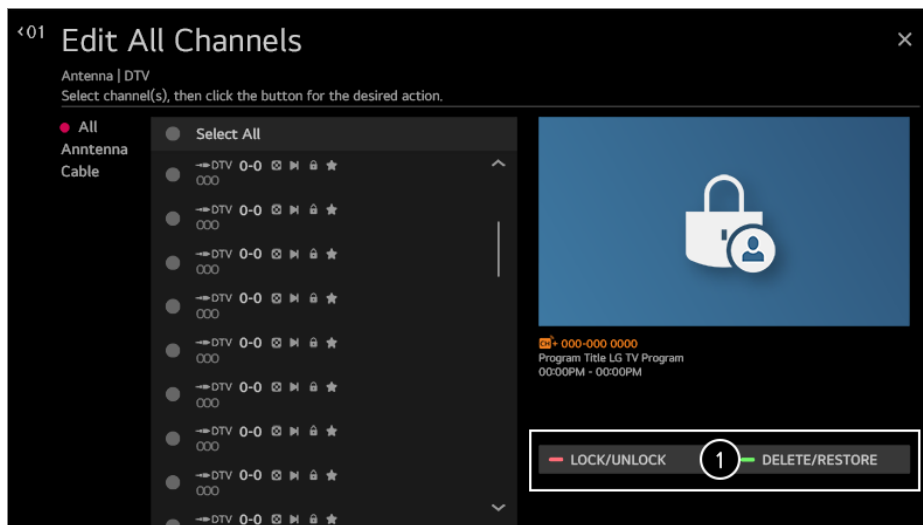 ‹01 Edit All Channels ×
Antenna | DTV
Select channel(s), then click the button for the desired action.
All
Anntenna
Cable
Select All
DTV 0-0
000
DTV 0-0
000
DTV 0-0
000
DTV 0-0
000
DTV 0-0
000
DTV 0-0
000
DTV 0-0
000
DTV 0-0
000
DTV 0-0
CH+ 000-000 0000
Program Title LG TV Program
00:00PM - 00:00PM
LOCK/UNLOCK 1 DELETE/RESTORE